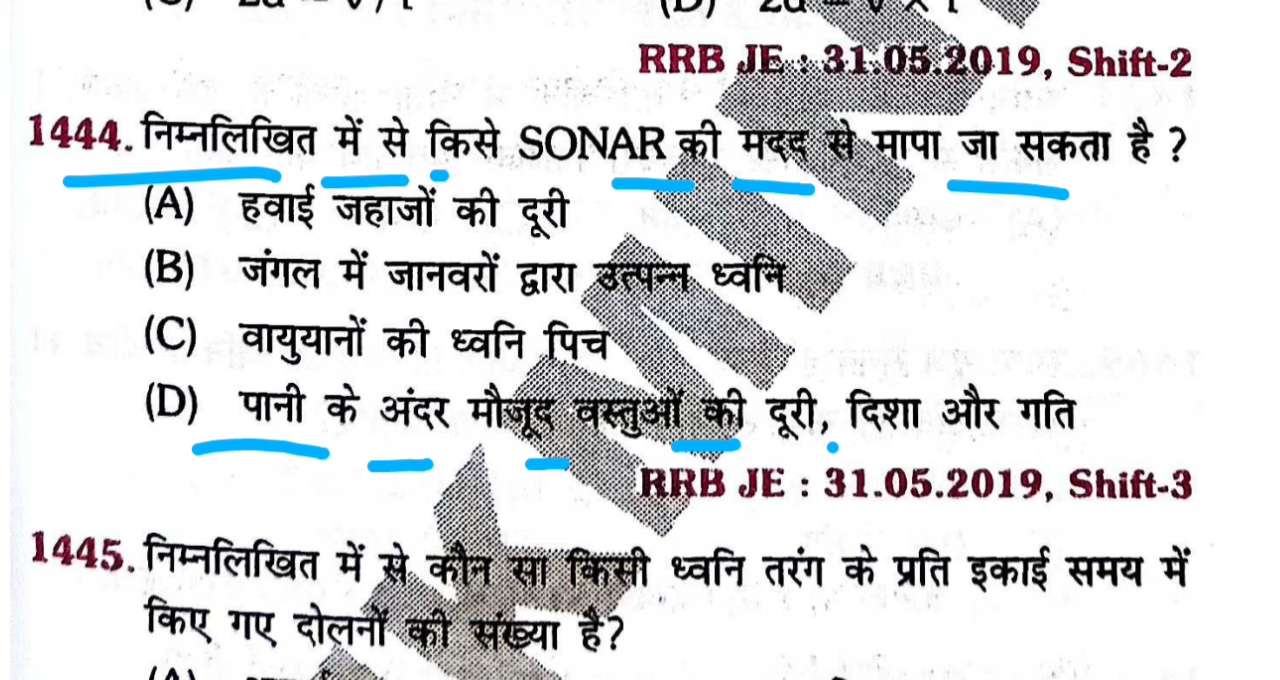 RRB JE : 31.05.2019, Shift-2
1444. निम्नलिखित में से किसे SONAR की मदद से मापा जा सकता है ?
(A) हवाई जहाजों की दूरी
(B) जंगल में जानवरों द्वारा उत्पन्न ध्वनि
(C) वायुयानों की ध्वनि पिच
(D) पानी के अंदर मौजूद वस्तुओं की दूरी, दिशा और गति
RRB JE : 31.05.2019, Shift-3
1445. निम्नलिखित में से कौन सा किसी ध्वनि तरंग के प्रति इकाई समय में
किए गए दोलनों की संख्या है?